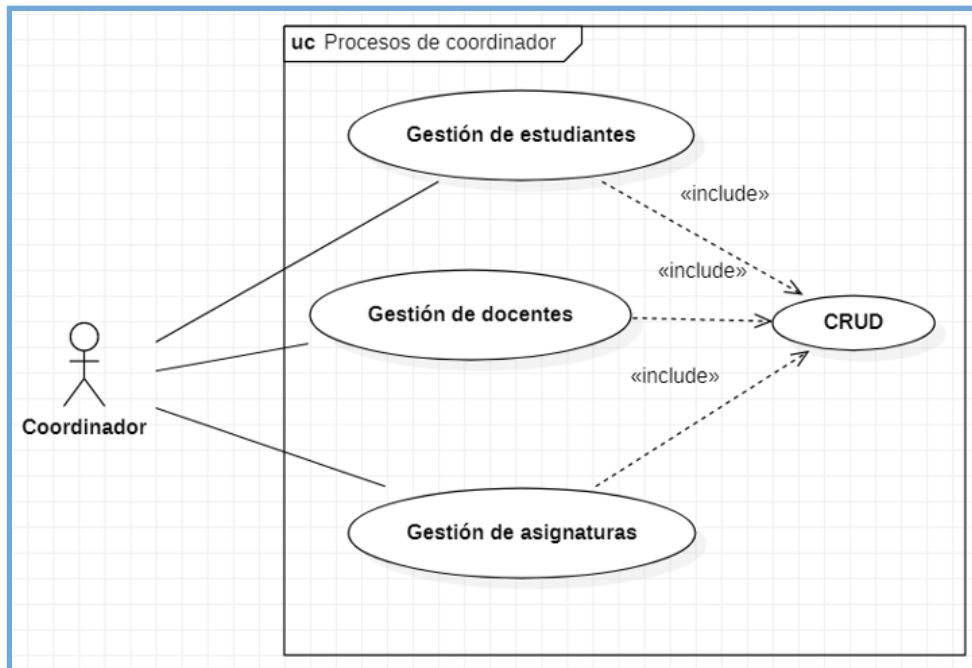 uc Procesos de coordinador
Gestión de estudiantes
«include»
«include»
Gestión de docentes
CRUD
«include»
Coordinador
Gestión de asignaturas